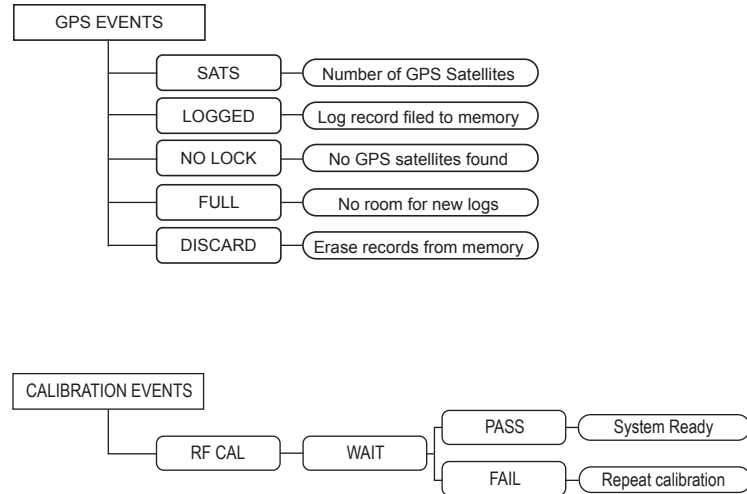 GPS EVENTS
SATS
Number of GPS Satellites
LOGGED
Log record filed to memory
NO LOCK
No GPS satellites found
FULL
No room for new logs
DISCARD
Erase records from memory
CALIBRATION EVENTS
RF CAL
WAIT
PASS
System Ready
FAIL
Repeat calibration